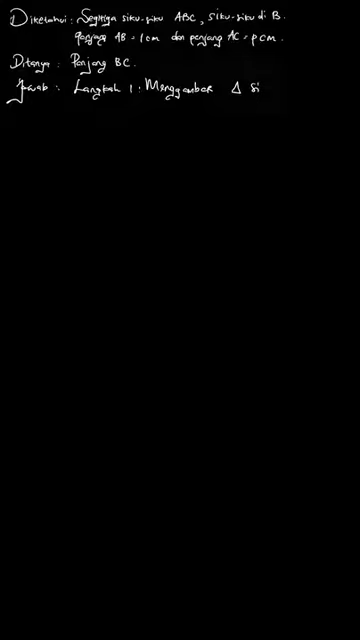 Diketahui : Segitiga siku-siku ABC, siku-siku di B.
panjang AB = 1 cm dan panjang AC = p cm.
Ditanya : Panjang BC.
Jawab : Langkah 1 : Menggambar Δ si